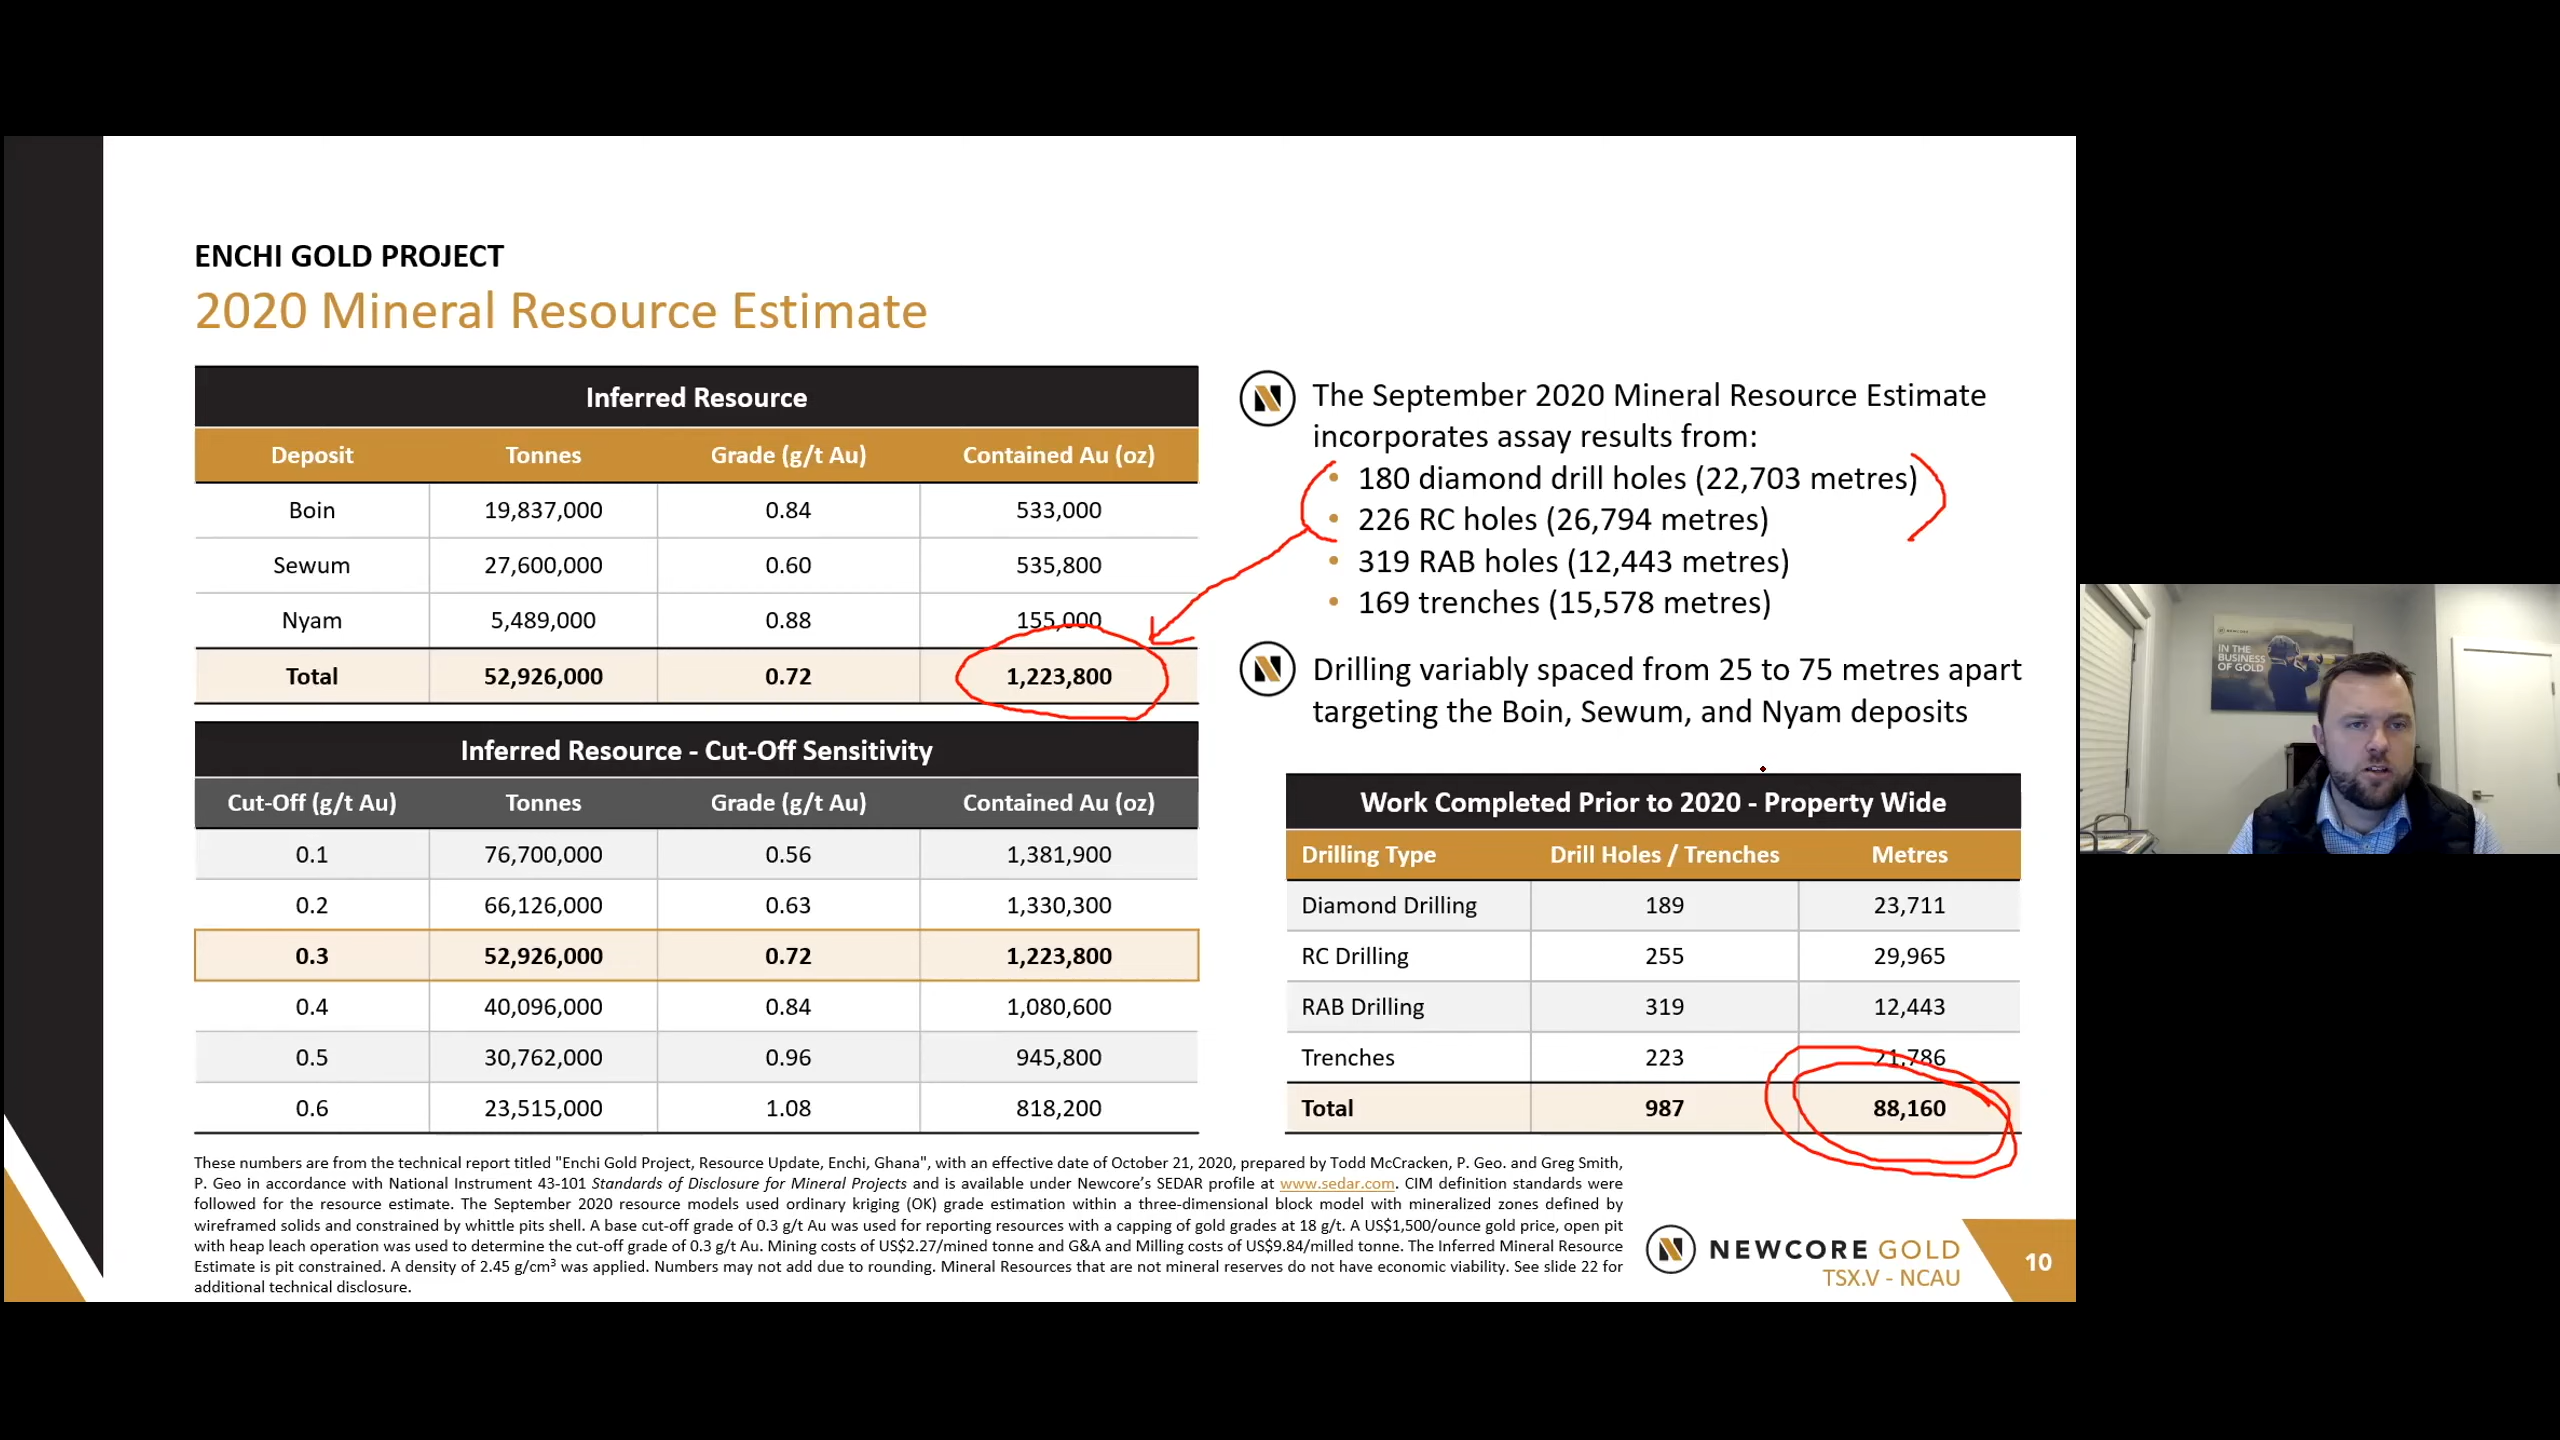 ENCHI GOLD PROJECT
2020 Mineral Resource Estimate
Inferred Resource
Deposit Tonnes Grade (g/t Au) Contained Au (oz)
Boin 19,837,000 0.84 533,000
Sewum 27,600,000 0.60 535,800
Nyam 5,489,000 0.88 155,000
Total 52,926,000 0.72 1,223,800
Inferred Resource - Cut-Off Sensitivity
Cut-Off (g/t Au) Tonnes Grade (g/t Au) Contained Au (oz)
0.1 76,700,000 0.56 1,381,900
0.2 66,126,000 0.63 1,330,300
0.3 52,926,000 0.72 1,223,800
0.4 40,096,000 0.84 1,080,600
0.5 30,762,000 0.96 945,800
0.6 23,515,000 1.08 818,200
The September 2020 Mineral Resource Estimate
incorporates assay results from:
• 180 diamond drill holes (22,703 metres)
• 226 RC holes (26,794 metres)
• 319 RAB holes (12,443 metres)
• 169 trenches (15,578 metres)
Drilling variably spaced from 25 to 75 metres apart
targeting the Boin, Sewum, and Nyam deposits
Work Completed Prior to 2020 - Property Wide
Drilling Type Drill Holes / Trenches Metres
Diamond Drilling 189 23,711
RC Drilling 255 29,965
RAB Drilling 319 12,443
Trenches 223 21,786
Total 987 88,160
These numbers are from the technical report titled "Enchi Gold Project, Resource Update, Enchi, Ghana", with an effective date of October 21, 2020, prepared by Todd McCracken, P. Geo. and Greg Smith,
P. Geo in accordance with National Instrument 43-101 Standards of Disclosure for Mineral Projects and is available under Newcore's SEDAR profile at www.sedar.com. CIM definition standards were
followed for the resource estimate. The September 2020 resource models used ordinary kriging (OK) grade estimation within a three-dimensional block model with mineralized zones defined by
wireframed solids and constrained by whittle pits shell. A base cut-off grade of 0.3 g/t Au was used for reporting resources with a capping of gold grades at 18 g/t. A US$1,500/ounce gold price, open pit
with heap leach operation was used to determine the cut-off grade of 0.3 g/t Au. Mining costs of US$2.27/mined tonne and G&A and Milling costs of US$9.84/milled tonne. The Inferred Mineral Resource
Estimate is pit constrained. A density of 2.45 g/cm³ was applied. Numbers may not add due to rounding. Mineral Resources that are not mineral reserves do not have economic viability. See slide 22 for
additional technical disclosure.
NEWCORE GOLD
TSX.V - NCAU
10
IN THE
BUSINESS
OF GOLD